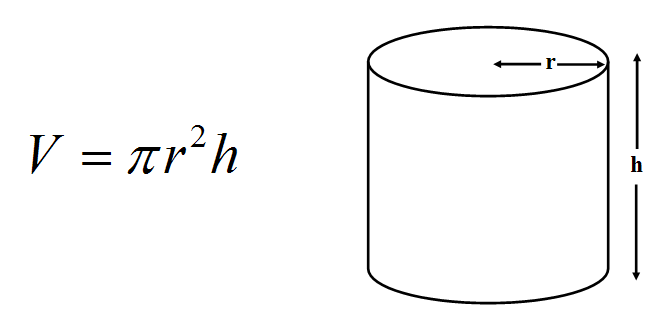 V = πr²h
r
h